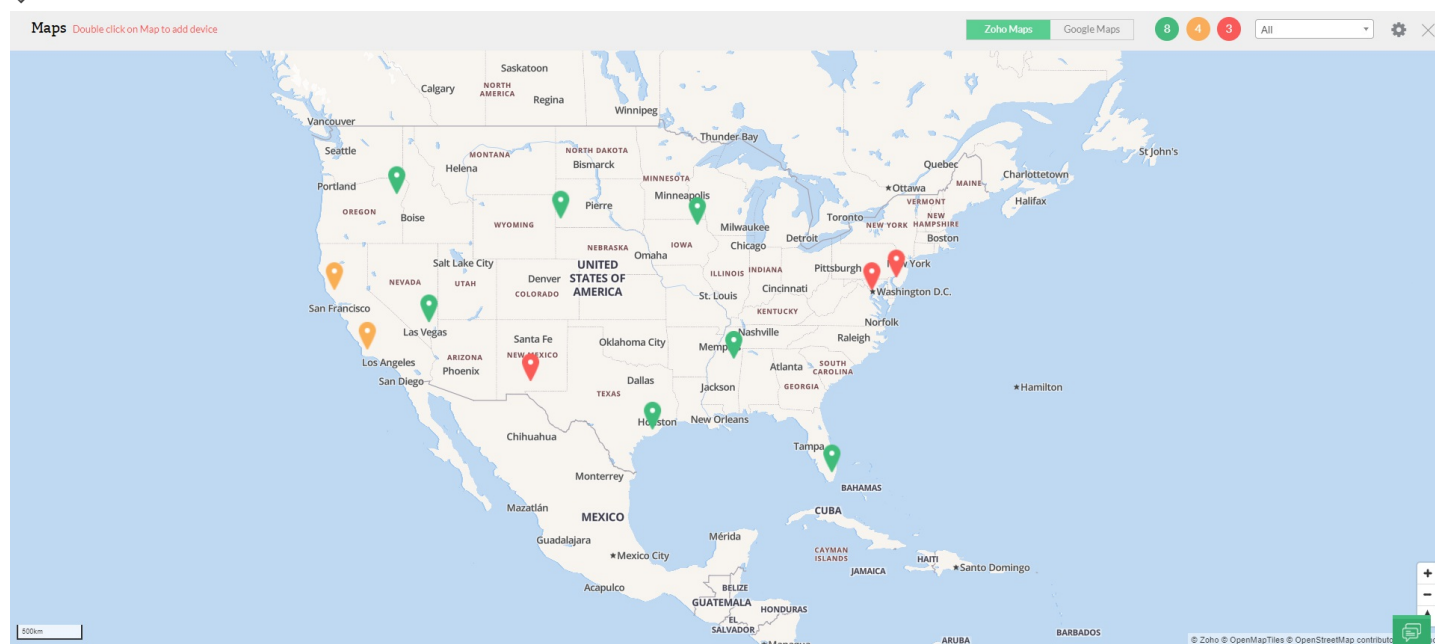 Maps Double click on Map to add device
Zoho Maps Google Maps 8 4 3 All
Saskatoon
Calgary
NORTH
AMERICA
Regina
Winnipeg
Vancouver
Thunder Bay
Seattle
MONTANA
NORTH DAKOTA
Quebec
St John's
Helena
Bismarck
Charlottetown
MINNESOTA
MAINE
Portland
Ottawa
Minneapolis
VERMONT
Halifax
Pierre
OREGON
Boise
Toronto
NEW
HAMPSHIRE
NEW YORK
WYOMING
Milwaukee
Detroit
Boston
NEBRASKA
IOWA
Chicago
Omaha
Salt Lake City
UNITED
STATES OF
AMERICA
Pittsburgh
York
ILLINOIS
INDIANA
NEVADA
UTAH
Denver
COLORADO
Cincinnati
Washington D.C.
St. Louis
San Francisco
KENTUCKY
Norfolk
Las Vegas
Nashville
Santa Fe
Oklahoma City
Raleigh
Los Angeles
ARIZONA
NEW MEXICO
Phoenix
Atlanta
SOUTH
CAROLINA
San Diego
Dallas
Jackson
GEORGIA
Hamilton
TEXAS
New Orleans
Chihuahua
Tampa
Monterrey
BAHAMAS
Mazatlán
MEXICO
CUBA
Guadalajara
Mérida
Mexico City
CAYMAN
ISLANDS
HAITI
Santo Domingo
JAMAICA
Acapulco
BELIZE
GUATEMALA
HONDURAS
EL
SALVADOR
BARBADOS
ARUBA
500km
© Zoho © OpenMapTiles © OpenStreetMap